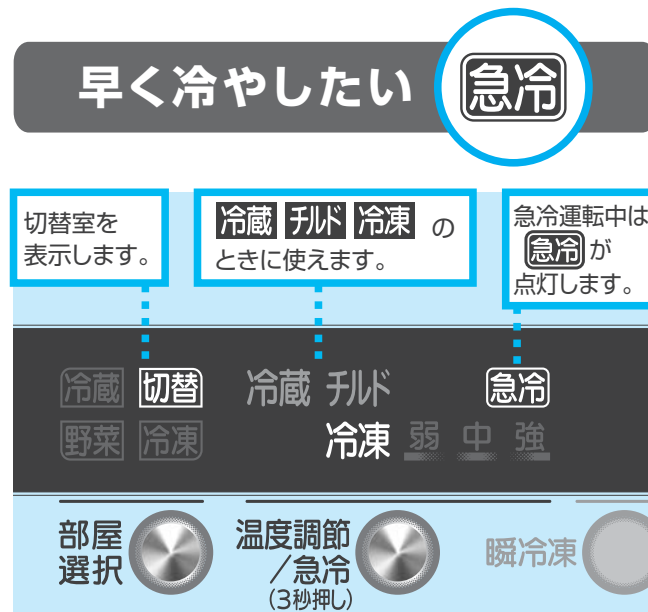 早く冷やしたい 急冷
切替室を
表示します。
冷蔵 チルド 冷凍 の
ときに使えます。
急冷運転中は
急冷が
点灯します。
冷蔵 切替 冷蔵 チルド 急冷
野菜 冷凍 冷凍 弱 中 強
部屋
選択
温度調節
/急冷
(3秒押し)
瞬冷凍